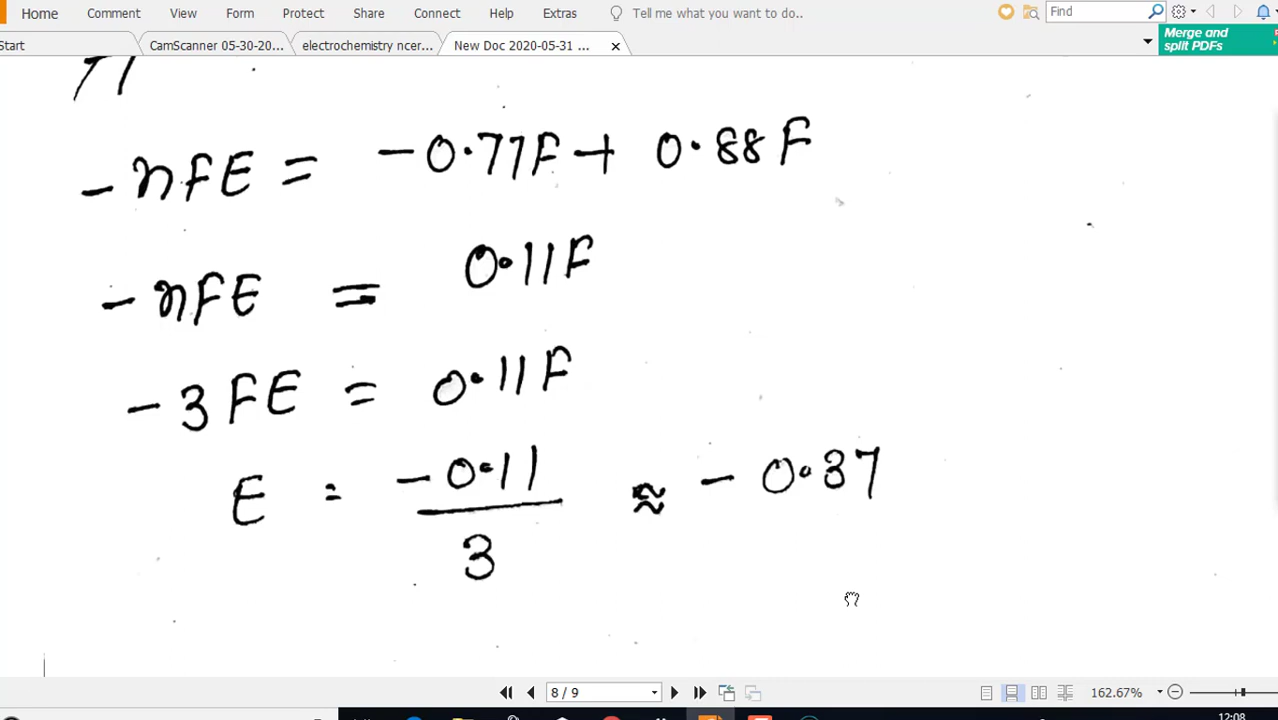 Home Comment View Form Protect Share Connect Help Extras Tell me what you want to do.. Find
Merge and split PDFs
Start CamScanner 05-30-20... electrochemistry ncer... New Doc 2020-05-31 ...
-nFE = -0.77F + 0.88F
-nFE = 0.11F
-3FE = 0.11F
E = -0.11/3 ≈ -0.37
8 / 9 162.67%
12:08